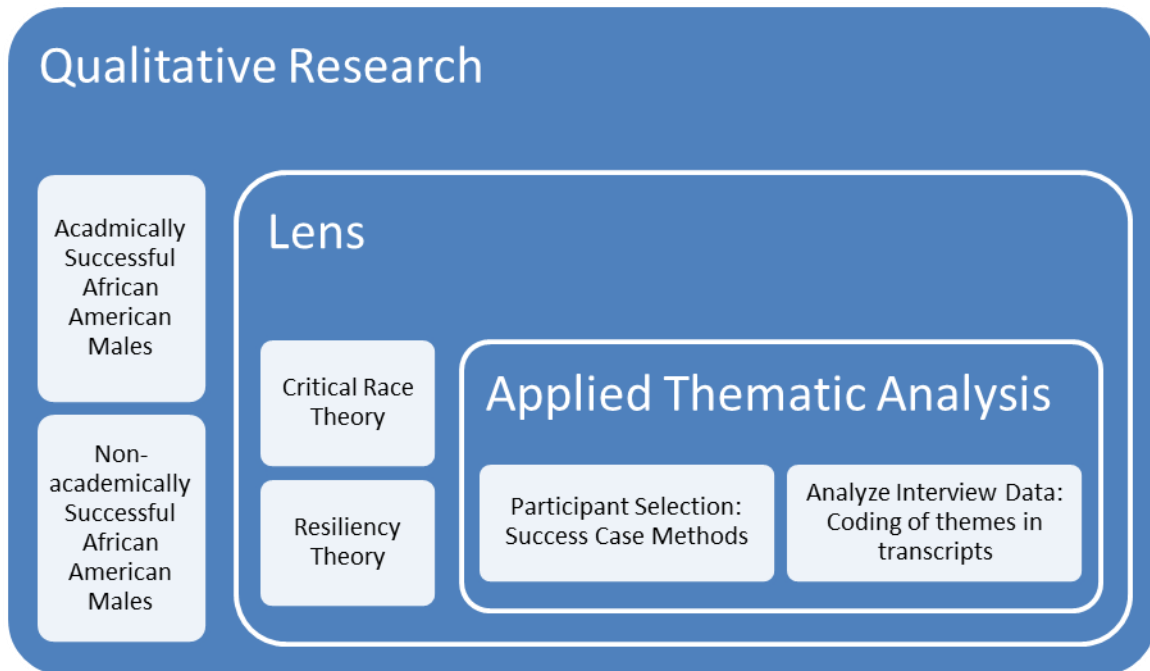 Qualitative Research
Acadmically
Successful
African
American
Males
Non-
academically
Successful
African
American
Males
Lens
Critical Race
Theory
Resiliency
Theory
Applied Thematic Analysis
Participant Selection:
Success Case Methods
Analyze Interview Data:
Coding of themes in
transcripts